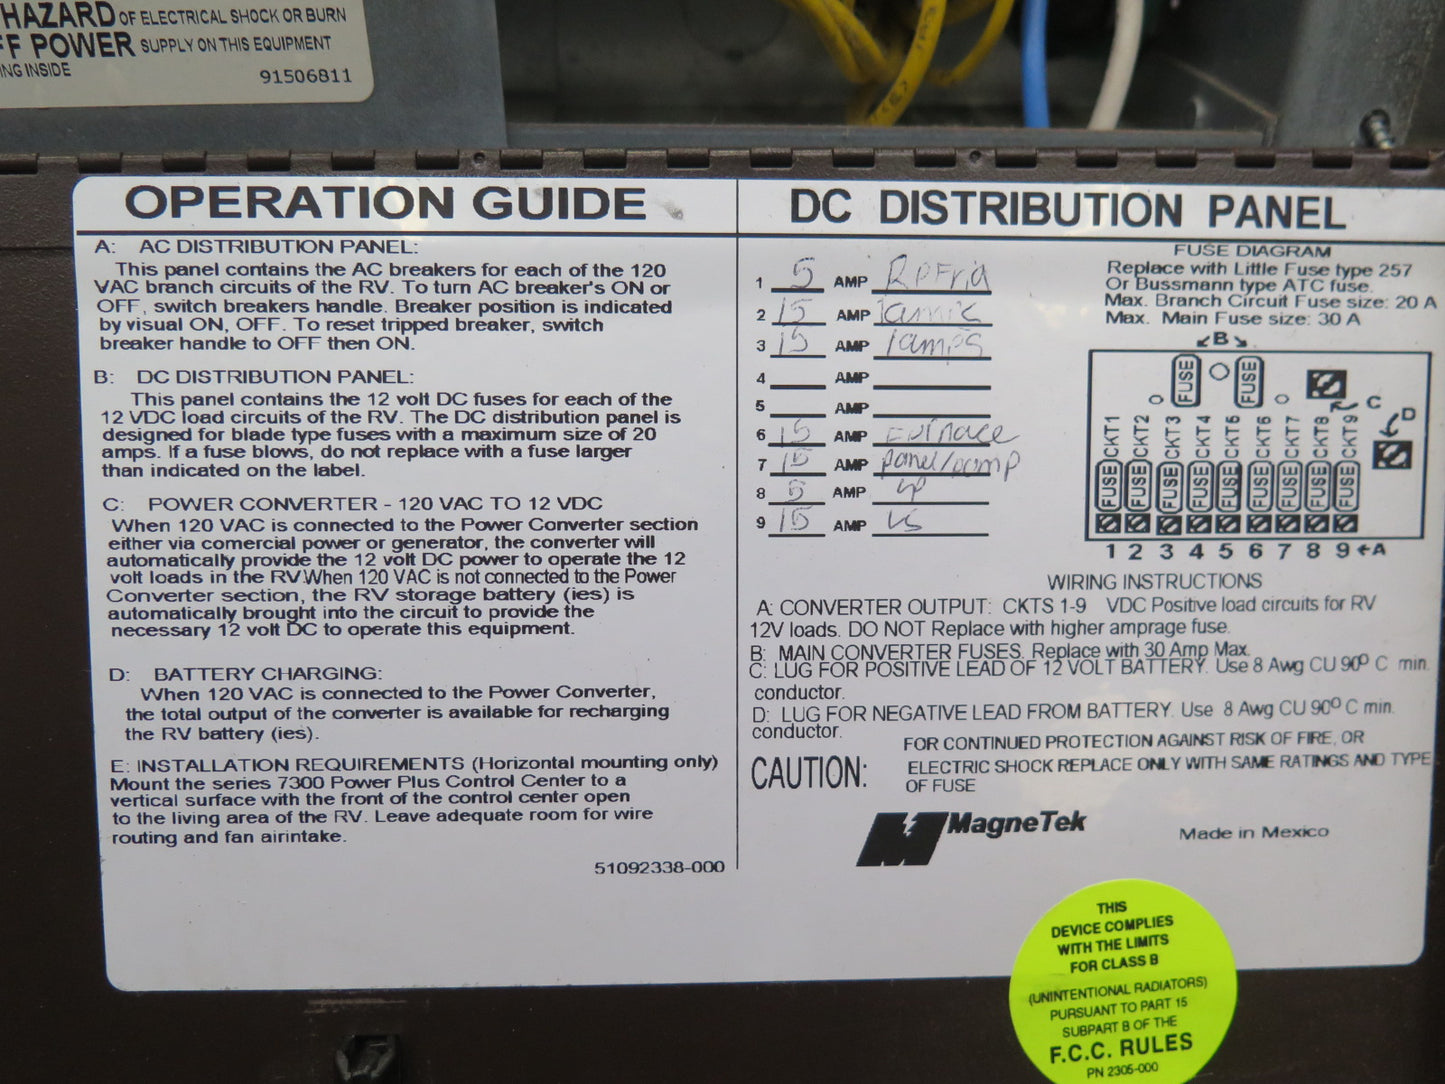 HAZARD OF ELECTRICAL SHOCK OR BURN
FF POWER SUPPLY ON THIS EQUIPMENT
NG INSIDE
91506811
OPERATION GUIDE
A: AC DISTRIBUTION PANEL:
This panel contains the AC breakers for each of the 120
VAC branch circuits of the RV. To turn AC breaker's ON or
OFF, switch breakers handle. Breaker position is indicated
by visual ON, OFF. To reset tripped breaker, switch
breaker handle to OFF then ON.
B: DC DISTRIBUTION PANEL:
This panel contains the 12 volt DC fuses for each of the
12 VDC load circuits of the RV. The DC distribution panel is
designed for blade type fuses with a maximum size of 20
amps. If a fuse blows, do not replace with a fuse larger
than indicated on the label.
C: POWER CONVERTER - 120 VAC TO 12 VDC
When 120 VAC is connected to the Power Converter section
either via comercial power or generator, the converter will
automatically provide the 12 volt DC power to operate the 12
volt loads in the RV.When 120 VAC is not connected to the Power
Converter section, the RV storage battery (ies) is
automatically brought into the circuit to provide the
necessary 12 volt DC to operate this equipment.
D: BATTERY CHARGING:
When 120 VAC is connected to the Power Converter,
the total output of the converter is available for recharging
the RV battery (ies).
E: INSTALLATION REQUIREMENTS (Horizontal mounting only)
Mount the series 7300 Power Plus Control Center to a
vertical surface with the front of the control center open
to the living area of the RV. Leave adequate room for wire
routing and fan airintake.
51092338-000
DC DISTRIBUTION PANEL
1 5 AMP
2 15 AMP
3 15 AMP lamps
4 AMP
5 AMP
6 15 AMP Furnace
7 15 AMP panel/pump
8 5 AMP
9 15 AMP
FUSE DIAGRAM
Replace with Little Fuse type 257
Or Bussmann type ATC fuse.
Max. Branch Circuit Fuse size: 20 A
Max. Main Fuse size: 30 A
B
FUSE FUSE
C
D
CKT1 CKT2 CKT3 CKT4 CKT5 CKT6 CKT7 CKT8 CKT9
FUSE FUSE FUSE FUSE FUSE FUSE FUSE FUSE FUSE
1 2 3 4 5 6 7 8 9 A
WIRING INSTRUCTIONS
A: CONVERTER OUTPUT: CKTS 1-9 VDC Positive load circuits for RV
12V loads. DO NOT Replace with higher amprage fuse.
B: MAIN CONVERTER FUSES. Replace with 30 Amp Max.
C: LUG FOR POSITIVE LEAD OF 12 VOLT BATTERY. Use 8 Awg CU 90º C min.
conductor.
D: LUG FOR NEGATIVE LEAD FROM BATTERY. Use 8 Awg CU 90º C min.
conductor.
CAUTION: FOR CONTINUED PROTECTION AGAINST RISK OF FIRE, OR
ELECTRIC SHOCK REPLACE ONLY WITH SAME RATINGS AND TYPE
OF FUSE
MagneTek
Made in Mexico
THIS
DEVICE COMPLIES
WITH THE LIMITS
FOR CLASS B
(UNINTENTIONAL RADIATORS)
PURSUANT TO PART 15
SUBPART B OF THE
F.C.C. RULES
PN 2305-000